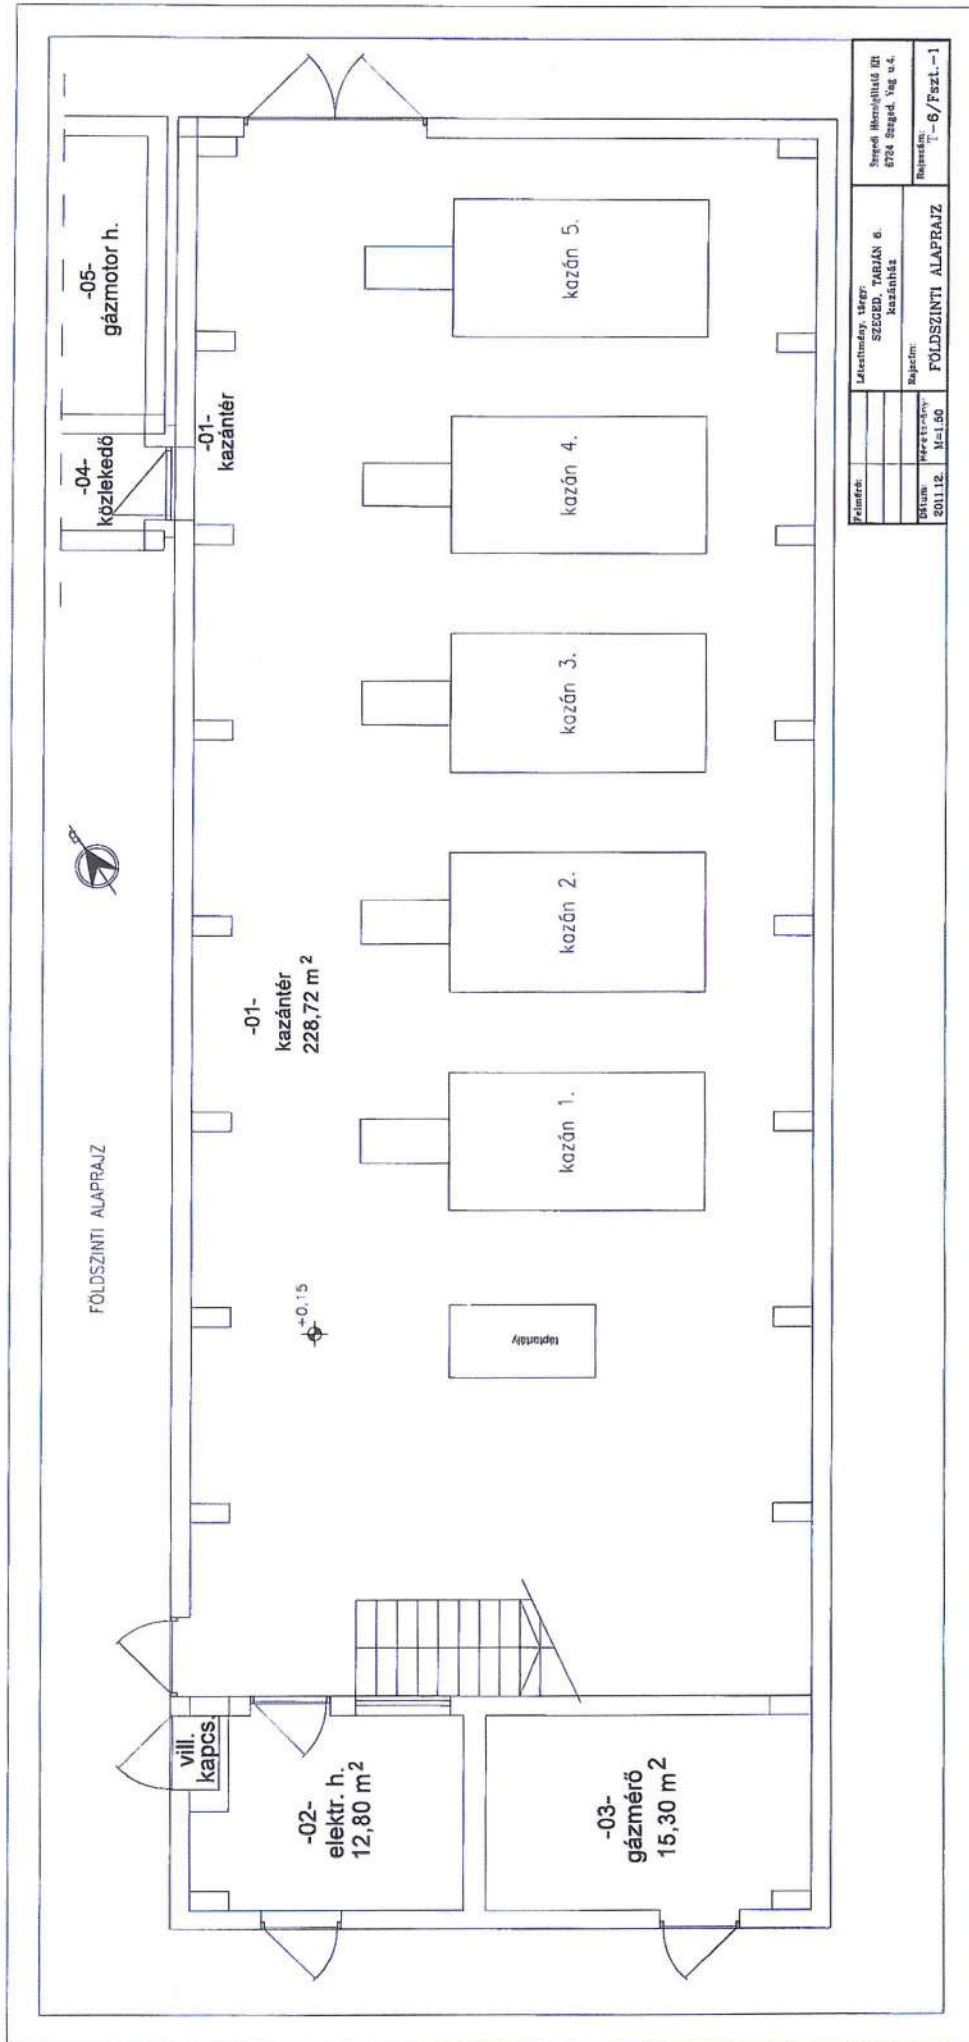 FÖLDSZINTI ALAPRAJZ
-04-
közlekedő
-05-
gázmotor h.
-01-
kazántér
-01-
kazántér
228,72 m²
+0.15
vill.
kapcs.
-02-
elektr. h.
12,80 m²
-03-
gázmérő
15,30 m²
táptartály
kazán 1.
kazán 2.
kazán 3.
kazán 4.
kazán 5.
Felmérő:
Létesítmény, tárgy:
SZEGED, TARJÁN 6.
kazánház
Szegedi Hőszolgáltató Kft
6724 Szeged, Vág u.4.
Dátum:
2011.12.
Méretarány:
M=1.50
Rajzcím:
FÖLDSZINTI ALAPRAJZ
Rajzszám:
T-6/Fszt.-1